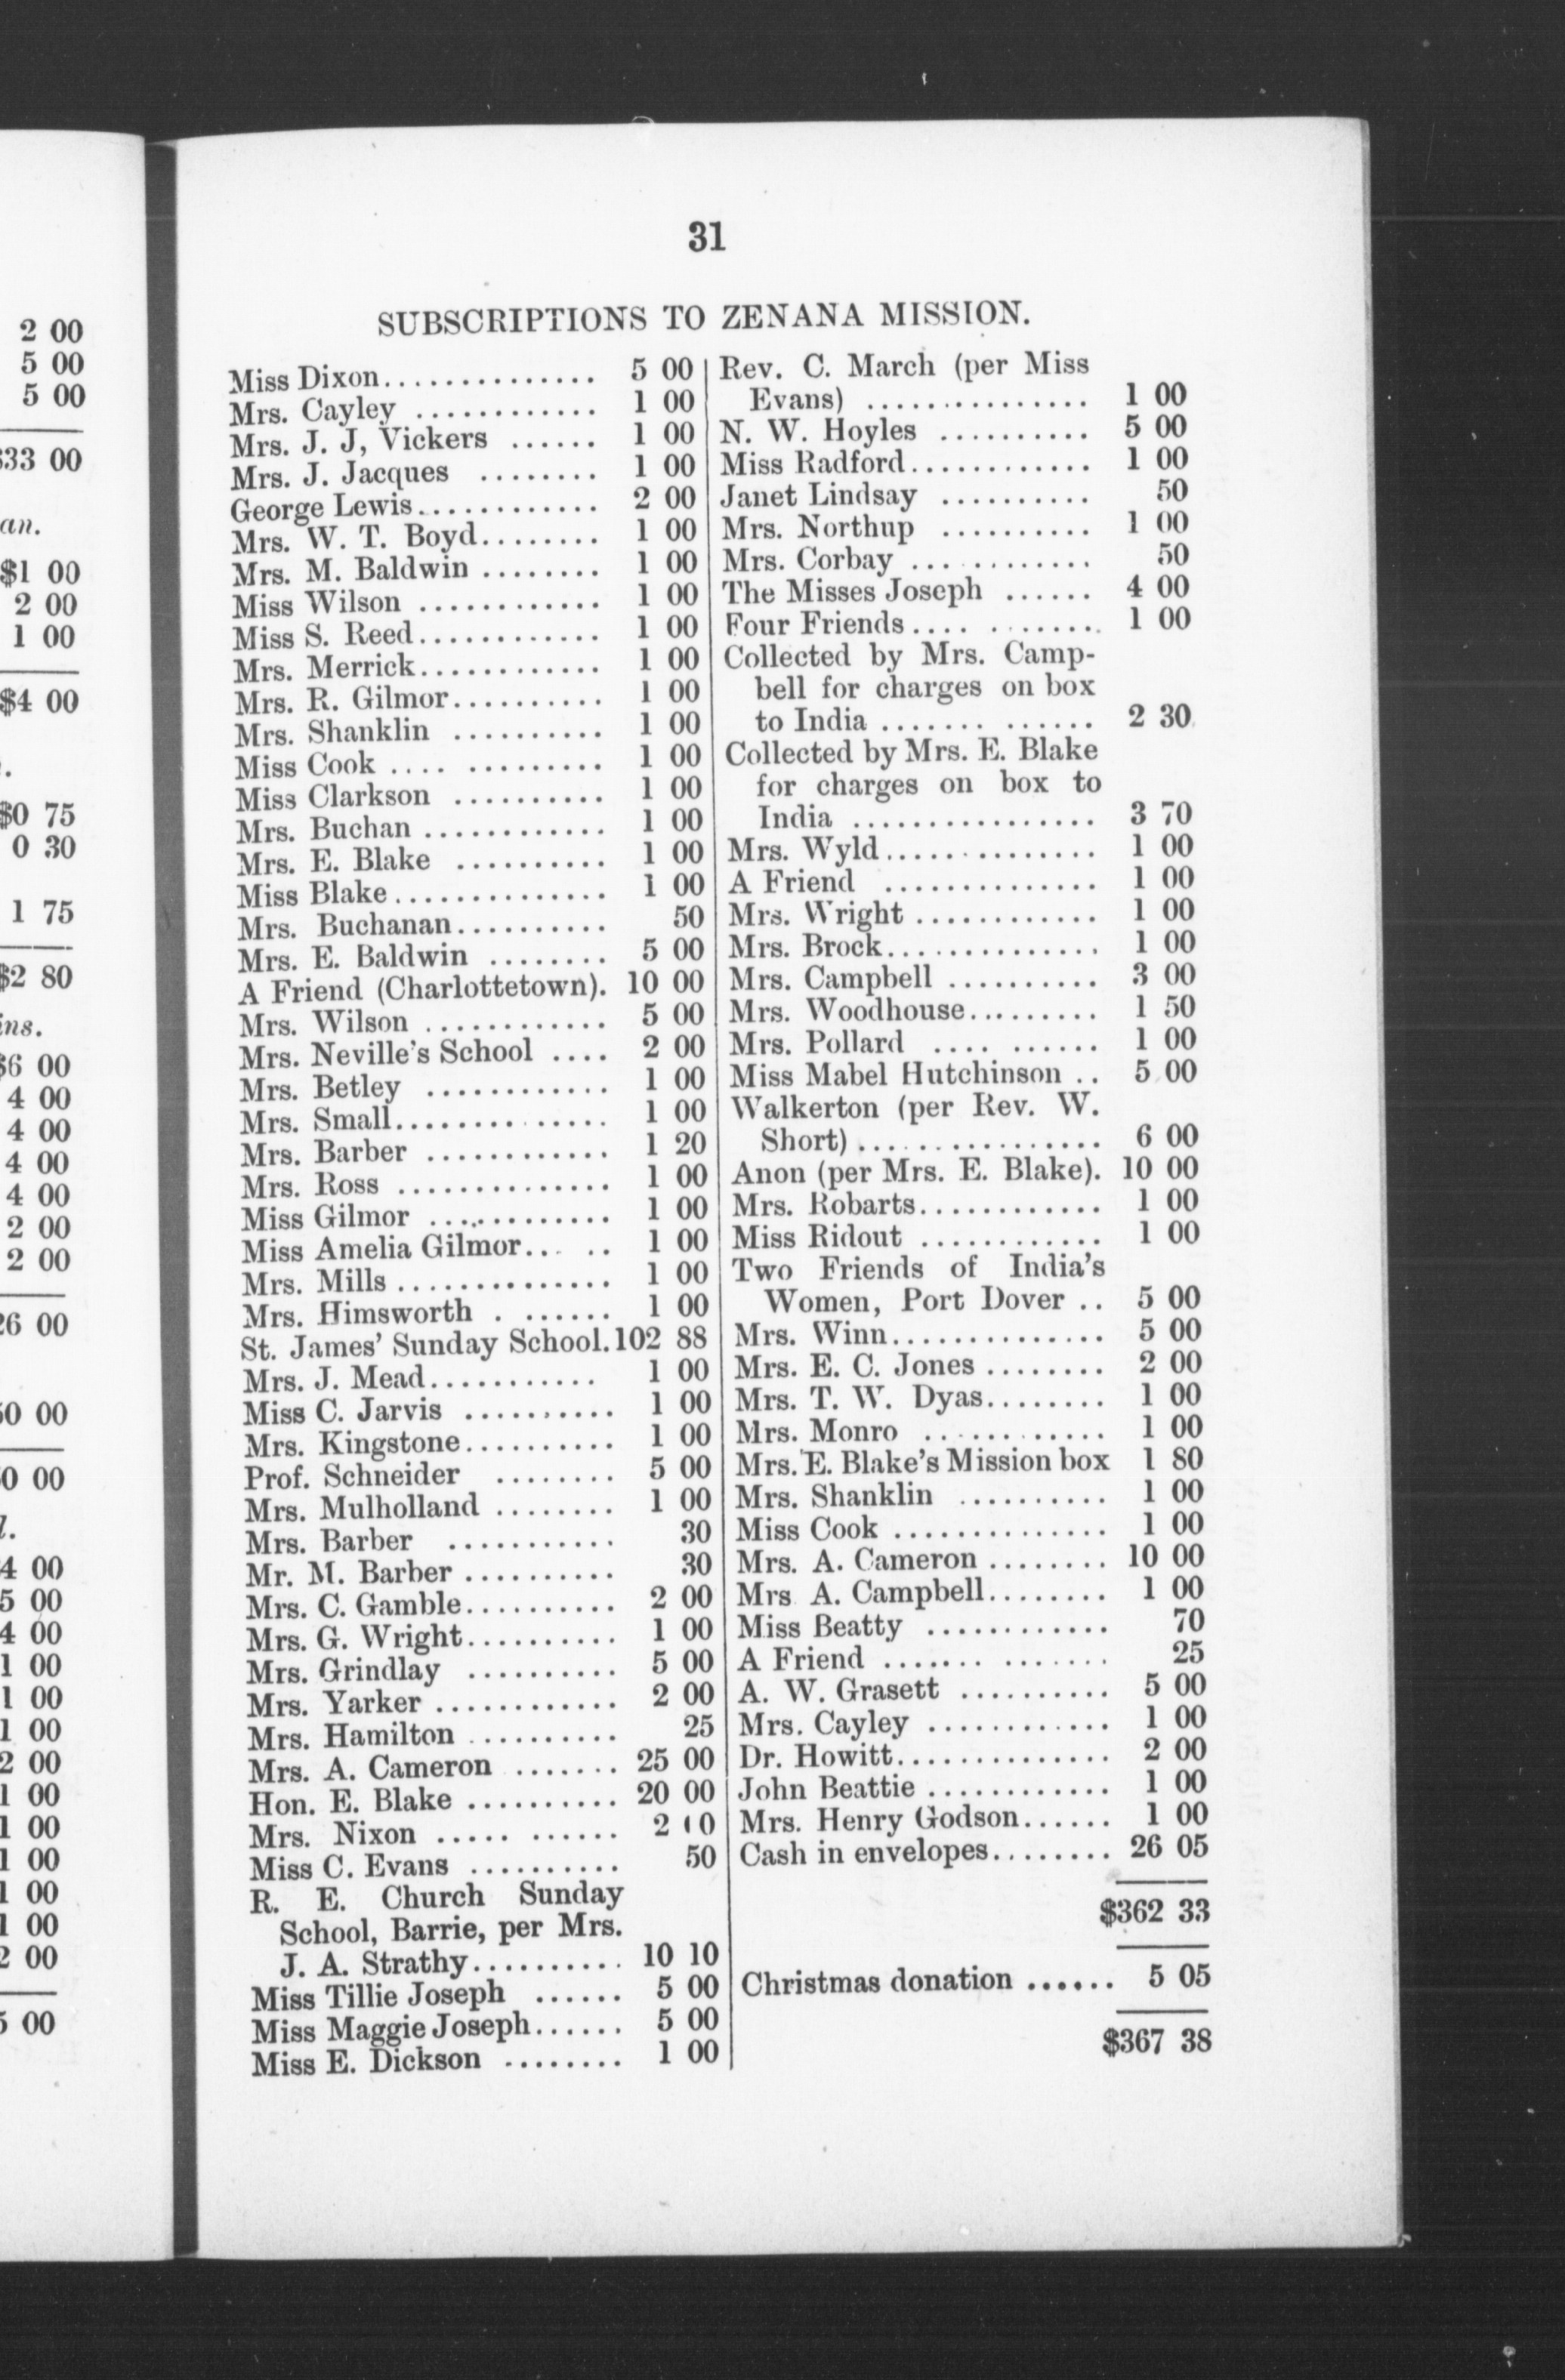 2 00
5 00
5 00
33 00
an.
$1 00
2 00
1 00
$4 00
$0 75
0 30
1 75
$2 80
ins.
$6 00
4 00
4 00
4 00
4 00
2 00
2 00
26 00
0 00
0 00
l.
4 00
5 00
4 00
1 00
1 00
1 00
2 00
1 00
1 00
1 00
1 00
1 00
2 00
5 00
31
SUBSCRIPTIONS TO ZENANA MISSION.
Miss Dixon.............. 5 00
Mrs. Cayley ............ 1 00
Mrs. J. J, Vickers ...... 1 00
Mrs. J. Jacques ........ 1 00
George Lewis............. 2 00
Mrs. W. T. Boyd........ 1 00
Mrs. M. Baldwin ........ 1 00
Miss Wilson ............ 1 00
Miss S. Reed............. 1 00
Mrs. Merrick............. 1 00
Mrs. R. Gilmor.......... 1 00
Mrs. Shanklin .......... 1 00
Miss Cook .... ......... 1 00
Miss Clarkson .......... 1 00
Mrs. Buchan ............ 1 00
Mrs. E. Blake .......... 1 00
Miss Blake.............. 1 00
Mrs. Buchanan.......... 50
Mrs. E. Baldwin ........ 5 00
A Friend (Charlottetown). 10 00
Mrs. Wilson ............ 5 00
Mrs. Neville's School .... 2 00
Mrs. Betley ............ 1 00
Mrs. Small.............. 1 00
Mrs. Barber ............ 1 20
Mrs. Ross .............. 1 00
Miss Gilmor ............ 1 00
Miss Amelia Gilmor... .. 1 00
Mrs. Mills .............. 1 00
Mrs. Himsworth . ...... 1 00
St. James' Sunday School. 102 88
Mrs. J. Mead........... 1 00
Miss C. Jarvis .......... 1 00
Mrs. Kingstone.......... 1 00
Prof. Schneider ........ 5 00
Mrs. Mulholland ........ 1 00
Mrs. Barber ........... 30
Mr. M. Barber .......... 30
Mrs. C. Gamble.......... 2 00
Mrs. G. Wright.......... 1 00
Mrs. Grindlay .......... 5 00
Mrs. Yarker ............ 2 00
Mrs. Hamilton .......... 25
Mrs. A. Cameron ....... 25 00
Hon. E. Blake .......... 20 00
Mrs. Nixon ..... ...... 2
Miss C. Evans .......... 50
R. E. Church Sunday
School, Barrie, per Mrs.
J. A. Strathy.......... 10 10
Miss Tillie Joseph ...... 5 00
Miss Maggie Joseph...... 5 00
Miss E. Dickson ........ 1 00
Rev. C. March (per Miss
Evans) ............... 1 00
N. W. Hoyles .......... 5 00
Miss Radford............ 1 00
Janet Lindsay .......... 50
Mrs. Northup .......... 1 00
Mrs. Corbay ............ 50
The Misses Joseph ...... 4 00
Four Friends.... ........ 1 00
Collected by Mrs. Camp-
bell for charges on box
to India ....... ...... 2 30
Collected by Mrs. E. Blake
for charges on box to
India ................ 3 70
Mrs. Wyld.............. 1 00
A Friend .............. 1 00
Mrs. Wright ............ 1 00
Mrs. Brock.............. 1 00
Mrs. Campbell .......... 3 00
Mrs. Woodhouse......... 1 50
Mrs. Pollard .... ...... 1 00
Miss Mabel Hutchinson .. 5 00
Walkerton (per Rev. W.
Short)................ 6 00
Anon (per Mrs. E. Blake). 10 00
Mrs. Robarts............ 1 00
Miss Ridout ............ 1 00
Two Friends of India's
Women, Port Dover .. 5 00
Mrs. Winn.............. 5 00
Mrs. E. C. Jones ........ 2 00
Mrs. T. W. Dyas........ 1 00
Mrs. Monro ............ 1 00
Mrs. E. Blake's Mission box 1 80
Mrs. Shanklin .......... 1 00
Miss Cook .............. 1 00
Mrs. A. Cameron ........ 10 00
Mrs A. Campbell........ 1 00
Miss Beatty ............ 70
A Friend ....... ....... 25
A. W. Grasett .......... 5 00
Mrs. Cayley ............ 1 00
Dr. Howitt.............. 2 00
John Beattie ............ 1 00
Mrs. Henry Godson...... 1 00
Cash in envelopes........ 26 05
$362 33
Christmas donation ...... 5 05
$367 38